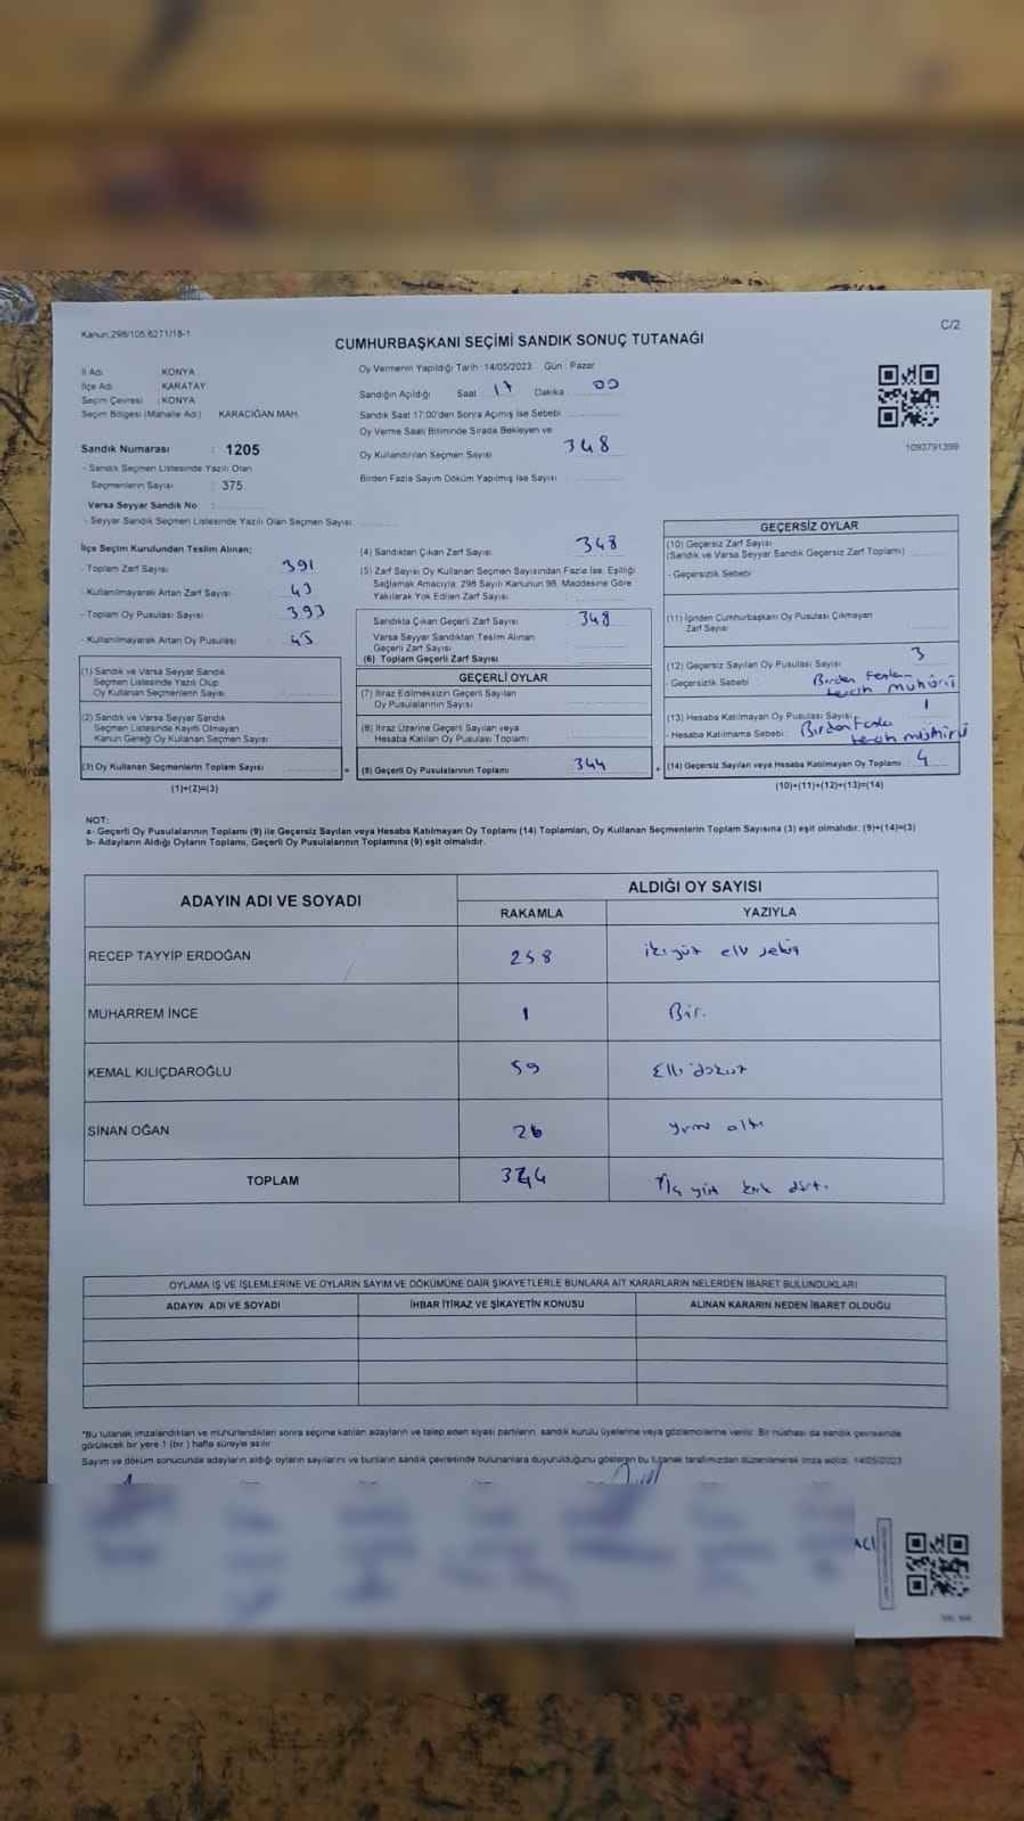 Kanun:298/105,6271/18-1
C/2
CUMHURBAŞKANI SEÇİMİ SANDIK SONUÇ TUTANAĞI
İl Adı : KONYA
İlçe Adı : KARATAY
Seçim Çevresi : KONYA
Seçim Bölgesi (Mahalle Adı) KARACİĞAN MAH.
Oy Vermenin Yapıldığı Tarih :14/05/2023 Gün : Pazar
Sandığın Açıldığı Saat 17 Dakika 00
Sandık Saat 17:00'den Sonra Açılmış İse Sebebi
Oy Verme Saati Bitiminde Sırada Bekleyen ve
Oy Kullandırılan Seçmen Sayısı 348
Birden Fazla Sayım Döküm Yapılmış İse Sayısı
1093791399
Sandık Numarası : 1205
- Sandık Seçmen Listesinde Yazılı Olan
Seçmenlerin Sayısı : 375
Varsa Seyyar Sandık No :
- Seyyar Sandık Seçmen Listesinde Yazılı Olan Seçmen Sayısı
İlçe Seçim Kurulundan Teslim Alınan;
- Toplam Zarf Sayısı 391
- Kullanılmayarak Artan Zarf Sayısı 43
- Toplam Oy Pusulası Sayısı 393
- Kullanılmayarak Artan Oy Pusulası 45
(1) Sandık ve Varsa Seyyar Sandık
Seçmen Listesinde Yazılı Olup
Oy Kullanan Seçmenlerin Sayısı
(2) Sandık ve Varsa Seyyar Sandık
Seçmen Listesinde Kayıtlı Olmayan
Kanun Gereği Oy Kullanan Seçmen Sayısı
(3) Oy Kullanan Seçmenlerin Toplam Sayısı
(1)+(2)=(3)
(4) Sandıktan Çıkan Zarf Sayısı 348
(5) Zarf Sayısı Oy Kullanan Seçmen Sayısından Fazla İse, Eşitliği
Sağlamak Amacıyla, 298 Sayılı Kanunun 98. Maddesine Göre
Yakılarak Yok Edilen Zarf Sayısı
Sandıkta Çıkan Geçerli Zarf Sayısı 348
Varsa Seyyar Sandıktan Teslim Alınan
Geçerli Zarf Sayısı
(6) Toplam Geçerli Zarf Sayısı
GEÇERLİ OYLAR
(7) İtiraz Edilmeksizin Geçerli Sayılan
Oy Pusulalarının Sayısı
(8) İtiraz Üzerine Geçerli Sayılan veya
Hesaba Katılan Oy Pusulası Toplamı
(9) Geçerli Oy Pusulalarının Toplamı 344
GEÇERSİZ OYLAR
(10) Geçersiz Zarf Sayısı
(Sandık ve Varsa Seyyar Sandık Geçersiz Zarf Toplamı)
- Geçersizlik Sebebi
(11) İçinden Cumhurbaşkanı Oy Pusulası Çıkmayan
Zarf Sayısı
(12) Geçersiz Sayılan Oy Pusulası Sayısı 3
- Geçersizlik Sebebi Birden Fazla
tercih mührü
(13) Hesaba Katılmayan Oy Pusulası Sayısı 1
- Hesaba Katılmama Sebebi Birden Fazla
tercih mührü
(14) Geçersiz Sayılan veya Hesaba Katılmayan Oy Toplamı 4
(10)+(11)+(12)+(13)=(14)
NOT:
a- Geçerli Oy Pusulalarının Toplamı (9) ile Geçersiz Sayılan veya Hesaba Katılmayan Oy Toplamı (14) Toplamları, Oy Kullanan Seçmenlerin Toplam Sayısına (3) eşit olmalıdır. (9)+(14)=(3)
b- Adayların Aldığı Oyların Toplamı, Geçerli Oy Pusulalarının Toplamına (9) eşit olmalıdır.
ADAYIN ADI VE SOYADI
ALDIĞI OY SAYISI
RAKAMLA YAZIYLA
RECEP TAYYİP ERDOĞAN 258 ikiyüz elli sekiz
MUHARREM İNCE 1 Bir.
KEMAL KILIÇDAROĞLU 59 Elli dokuz
SİNAN OĞAN 26 yirmi altı
TOPLAM 344 Üç yüz kırk dört.
OYLAMA İŞ VE İŞLEMLERİNE VE OYLARIN SAYIM VE DÖKÜMÜNE DAİR ŞİKAYETLERLE BUNLARA AİT KARARLARIN NELERDEN İBARET BULUNDUKLARI
ADAYIN ADI VE SOYADI İHBAR İTİRAZ VE ŞİKAYETİN KONUSU ALINAN KARARIN NEDEN İBARET OLDUĞU
*Bu tutanak imzalandıktan ve mühürlendikten sonra seçime katılan adayların ve talep eden siyasi partilerin, sandık kurulu üyelerine veya gözlemcilerine verilir. Bir nüshası da sandık çevresinde
görülecek bir yere 1 (bir ) hafta süreyle asılır.
Sayım ve döküm sonucunda adayların aldığı oyların sayılarını ve bunların sandık çevresinde bulunanlara duyurulduğunu gösteren bu tutanak tarafımızdan düzenlenerek imza edildi. 14/05/2023